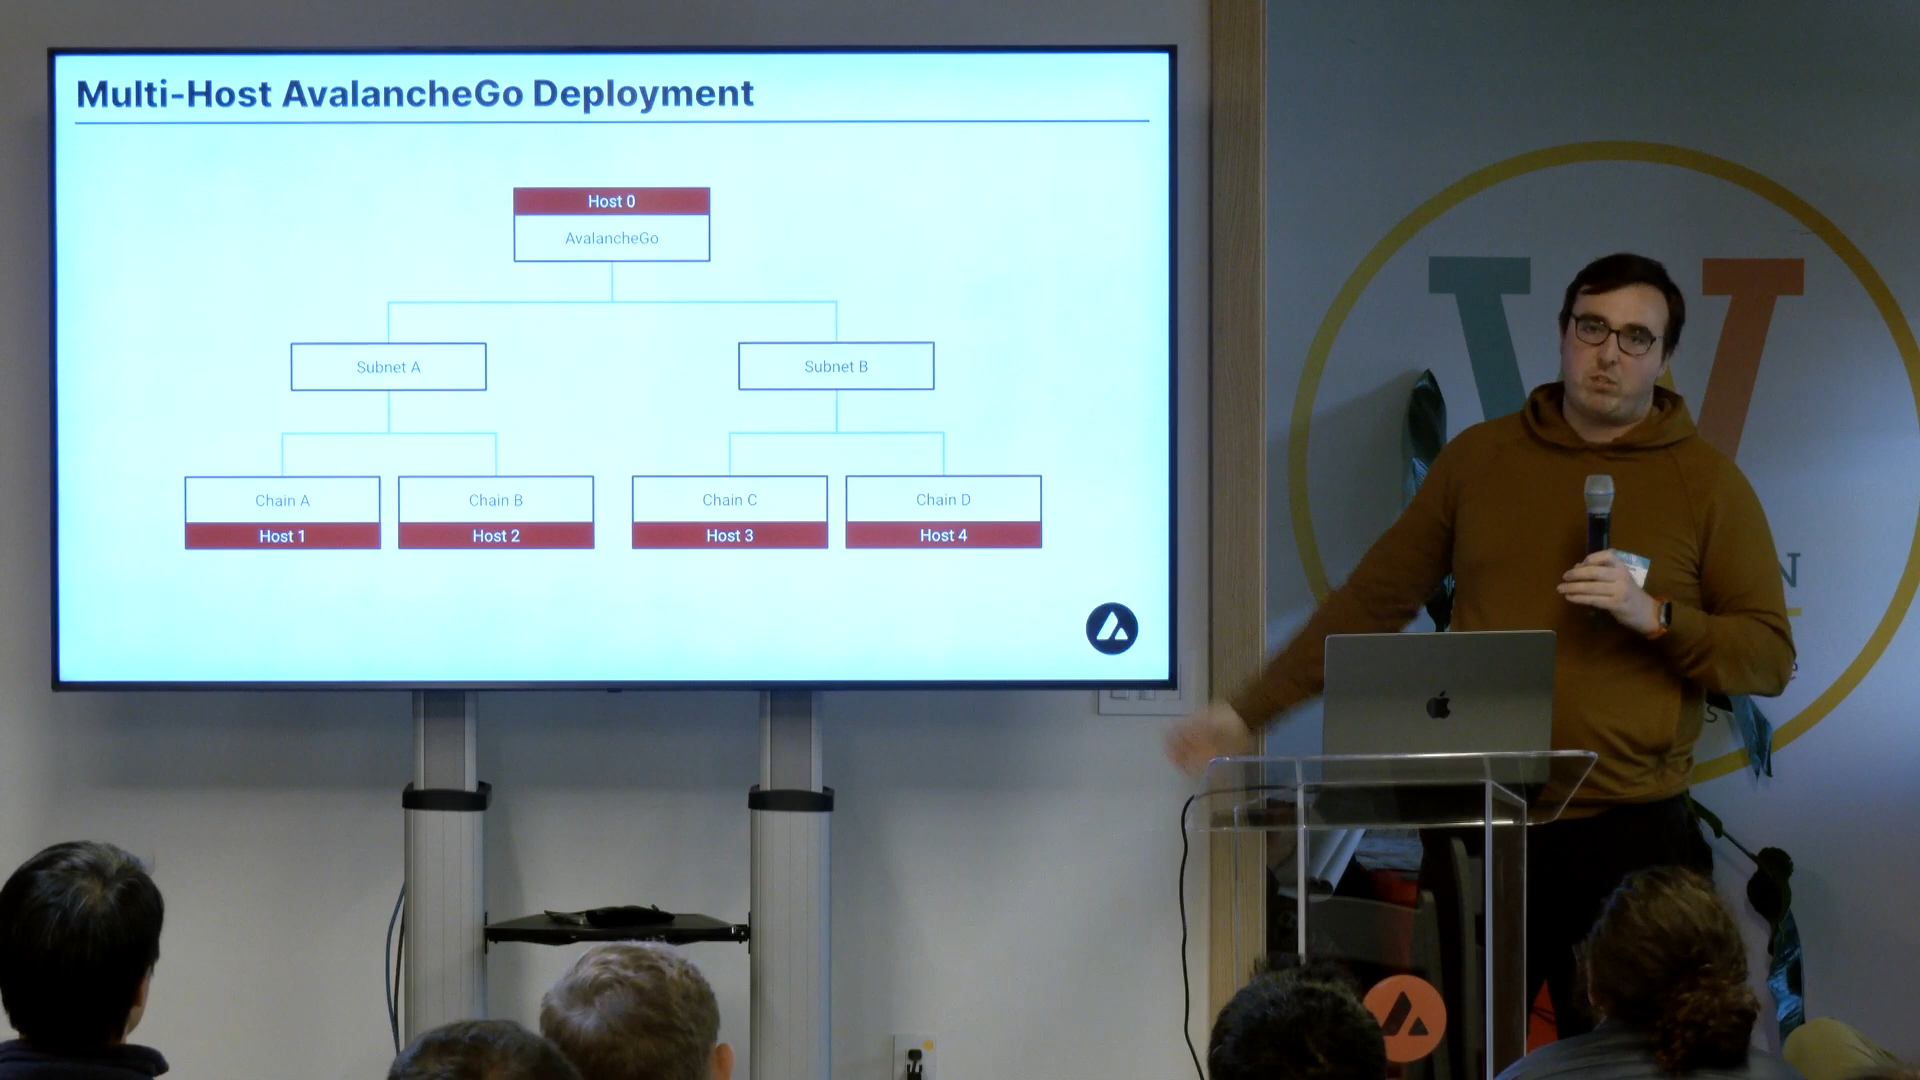 Multi-Host AvalancheGo Deployment
Host 0
AvalancheGo
Subnet A
Subnet B
Chain A
Chain B
Chain C
Chain D
Host 1
Host 2
Host 3
Host 4